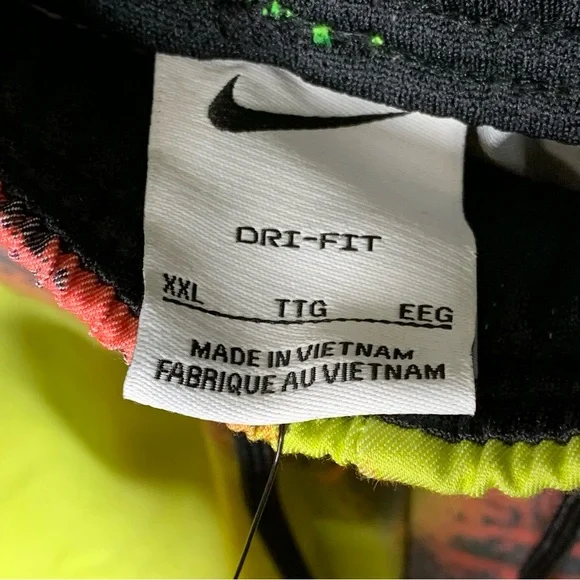 DRI-FIT
XXL TTG EEG
MADE IN VIETNAM
FABRIQUE AU VIETNAM